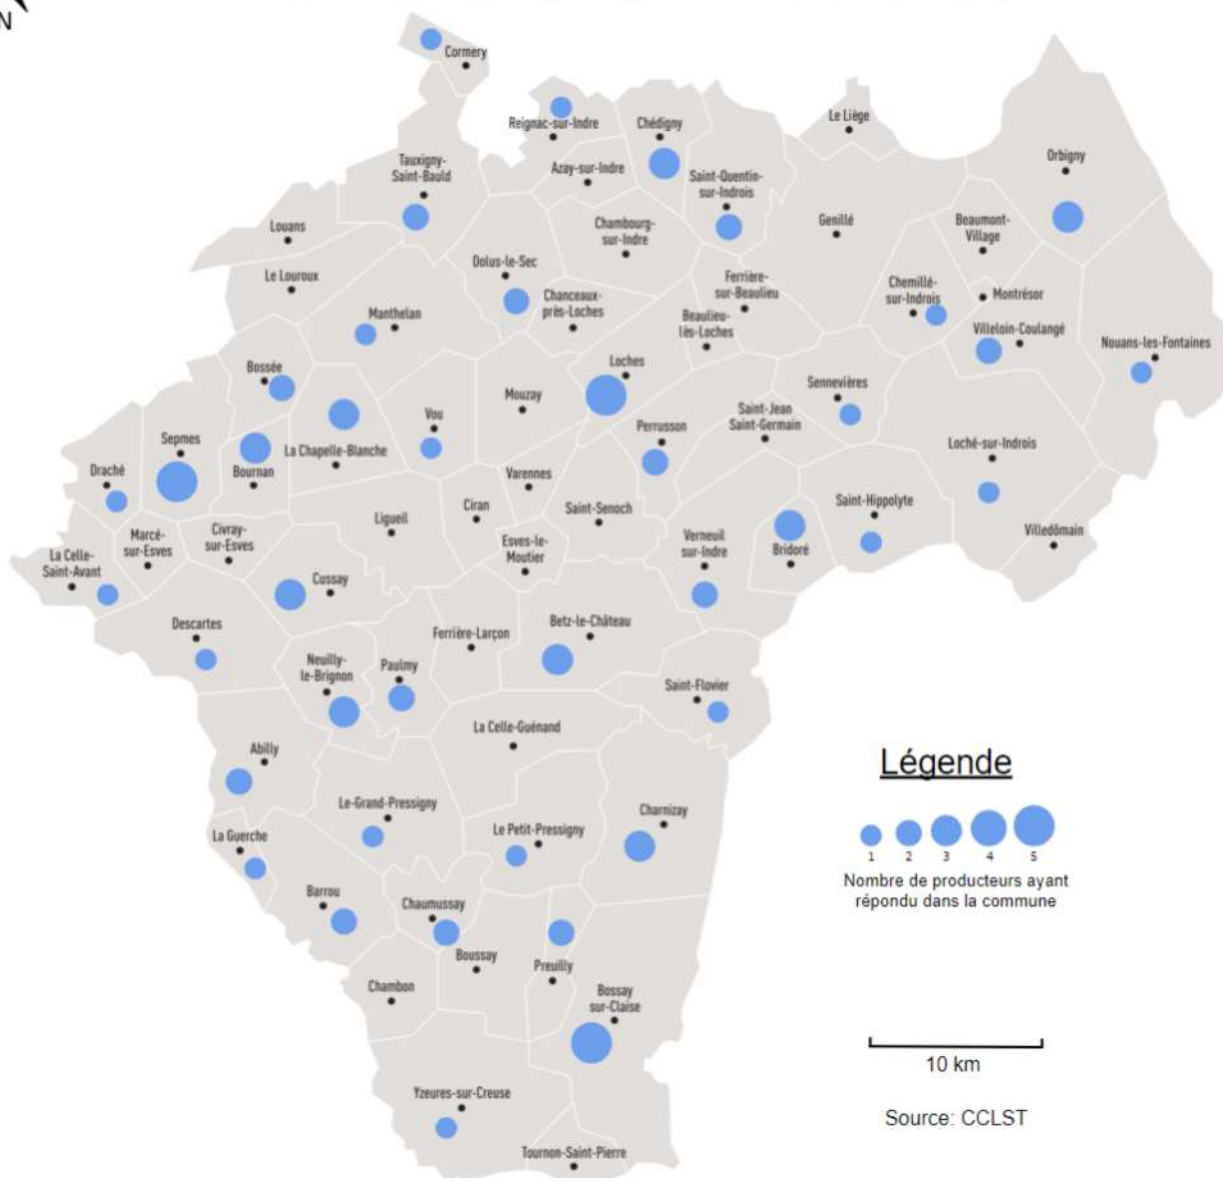 N
Cormery
Reignac-sur-Indre
Chédigny
Le Liège
Orbigny
Tauxigny-
Saint-Bauld
Azay-sur-Indre
Saint-Quentin-
sur-Indrois
Louans
Chambourg-
sur-Indre
Genillé
Beaumont-
Village
Le Louroux
Dolus-le-Sec
Chanceaux-
près-Loches
Ferrière-
sur-Beaulieu
Chemillé-
sur-Indrois
Montrésor
Manthelan
Beaulieu-
lès-Loches
Villeloin-Coulangé
Nouans-les-Fontaines
Bossée
Loches
Sennevières
Mouzay
Vou
Saint-Jean
Saint-Germain
Sepmes
La Chapelle-Blanche
Perrusson
Loché-sur-Indrois
Draché
Bournan
Varennes
Saint-Hippolyte
Ligueil
Ciran
Saint-Senoch
Villedômain
Marcé-
sur-Esves
Civray-
sur-Esves
Esves-le-
Moutier
Verneuil
sur-Indre
Bridoré
La Celle-
Saint-Avant
Cussay
Descartes
Ferrière-Larçon
Betz-le-Château
Neuilly-
le-Brignon
Paulmy
Saint-Flovier
La Celle-Guénand
Abilly
Le-Grand-Pressigny
Charnizay
La Guerche
Le Petit-Pressigny
Barrou
Chaumussay
Boussay
Preuilly
Chambon
Bossay
sur-Claise
Yzeures-sur-Creuse
Tournon-Saint-Pierre
Légende
1 2 3 4 5
Nombre de producteurs ayant
répondu dans la commune
10 km
Source: CCLST